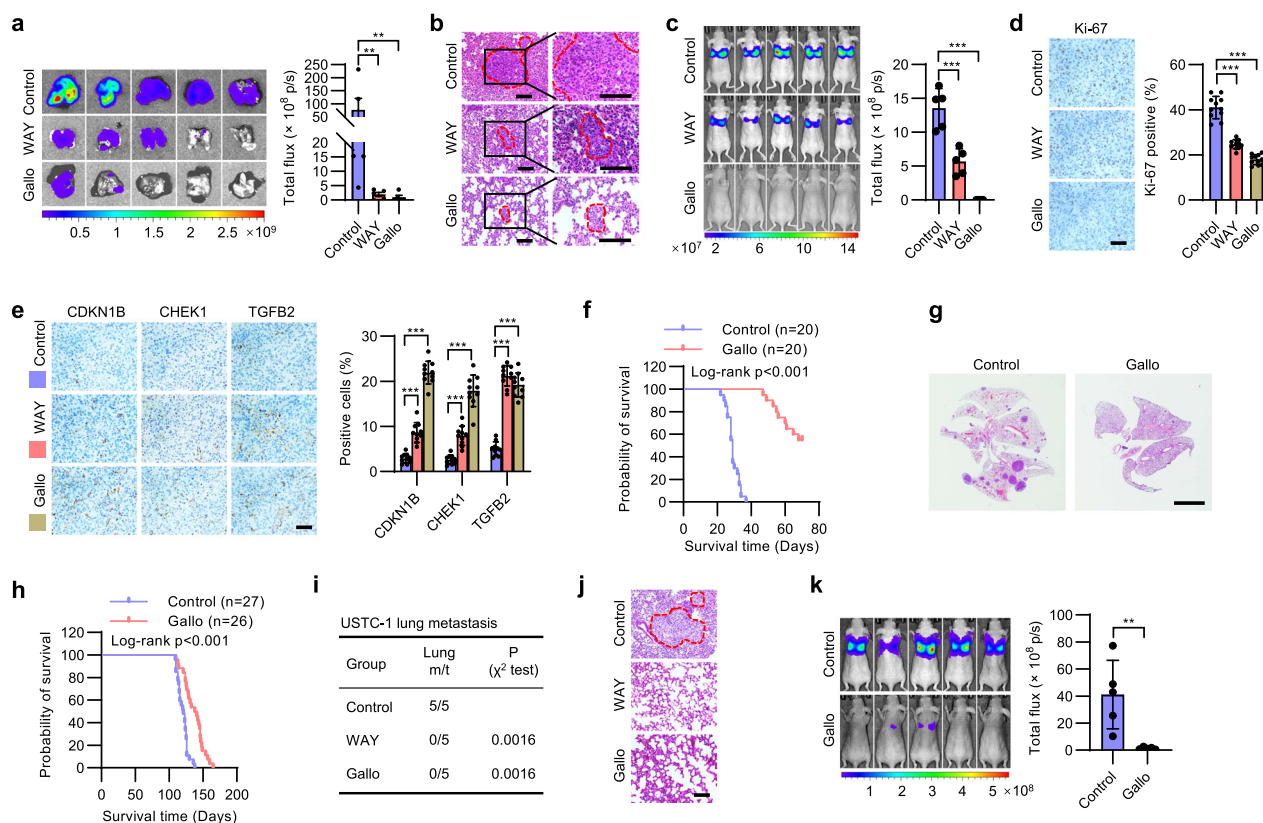 a
Control
WAY
Gallo
0.5 1 1.5 2 2.5 ×10⁹
Total flux (× 10⁸ p/s)
250
200
150
100
50
20
15
10
5
0
**
**
Control
WAY
Gallo
b
Control
WAY
Gallo
c
Control
WAY
Gallo
×10⁷ 2 6 10 14
Total flux (× 10⁸ p/s)
20
15
10
5
0
***
***
Control
WAY
Gallo
d
Ki-67
Control
WAY
Gallo
Ki-67 positive (%)
60
40
20
0
***
***
Control
WAY
Gallo
e
CDKN1B CHEK1 TGFB2
Control
WAY
Gallo
Positive cells (%)
30
20
10
0
***
***
***
***
***
***
CDKN1B
CHEK1
TGFB2
f
Control (n=20)
Gallo (n=20)
Log-rank p<0.001
Probability of survival
120
100
80
60
40
20
0
0 20 40 60 80
Survival time (Days)
g
Control Gallo
h
Control (n=27)
Gallo (n=26)
Log-rank p<0.001
Probability of survival
120
100
80
60
40
20
0
0 50 100 150 200
Survival time (Days)
i
USTC-1 lung metastasis
Group Lung m/t P (χ² test)
Control 5/5
WAY 0/5 0.0016
Gallo 0/5 0.0016
j
Control
WAY
Gallo
k
Control
Gallo
1 2 3 4 5 ×10⁸
Total flux (× 10⁸ p/s)
100
80
60
40
20
0
**
Control
Gallo